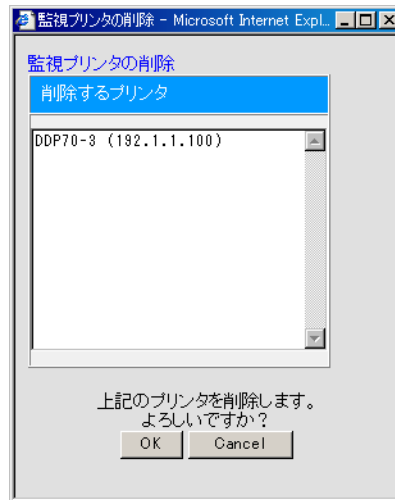 監視プリンタの削除 - Microsoft Internet Expl...
監視プリンタの削除
削除するプリンタ
DDP70-3 (192.1.1.100)
上記のプリンタを削除します。
よろしいですか？
OK
Cancel